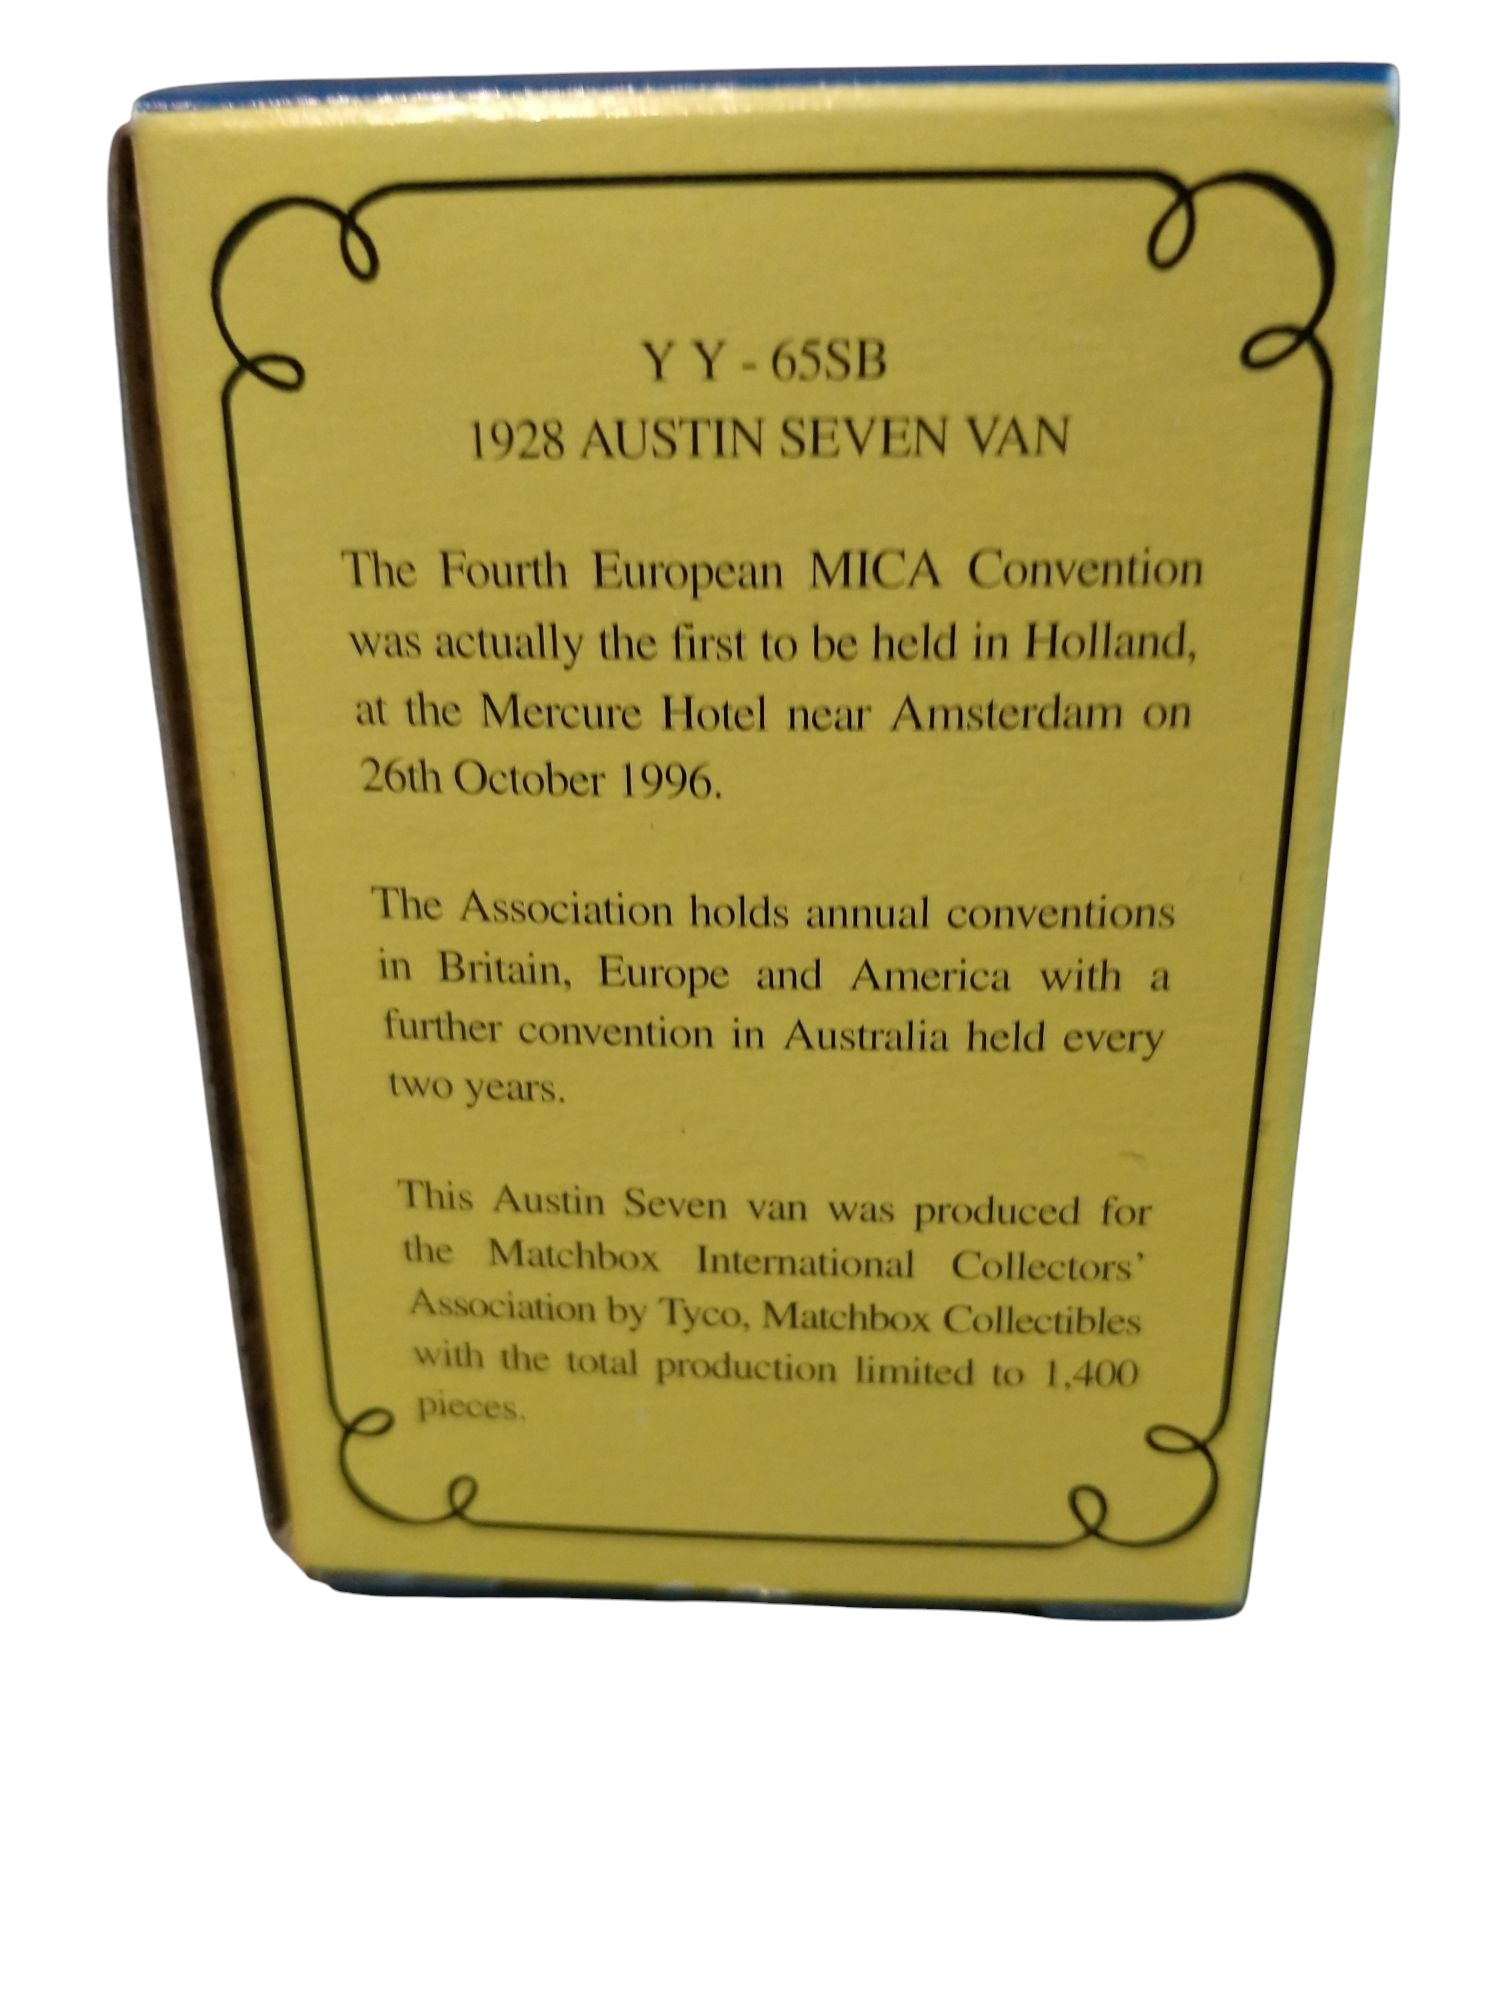 Y Y - 65SB
1928 AUSTIN SEVEN VAN
The Fourth European MICA Convention
was actually the first to be held in Holland,
at the Mercure Hotel near Amsterdam on
26th October 1996.
The Association holds annual conventions
in Britain, Europe and America with a
further convention in Australia held every
two years.
This Austin Seven van was produced for
the Matchbox International Collectors'
Association by Tyco, Matchbox Collectibles
with the total production limited to 1,400
pieces.